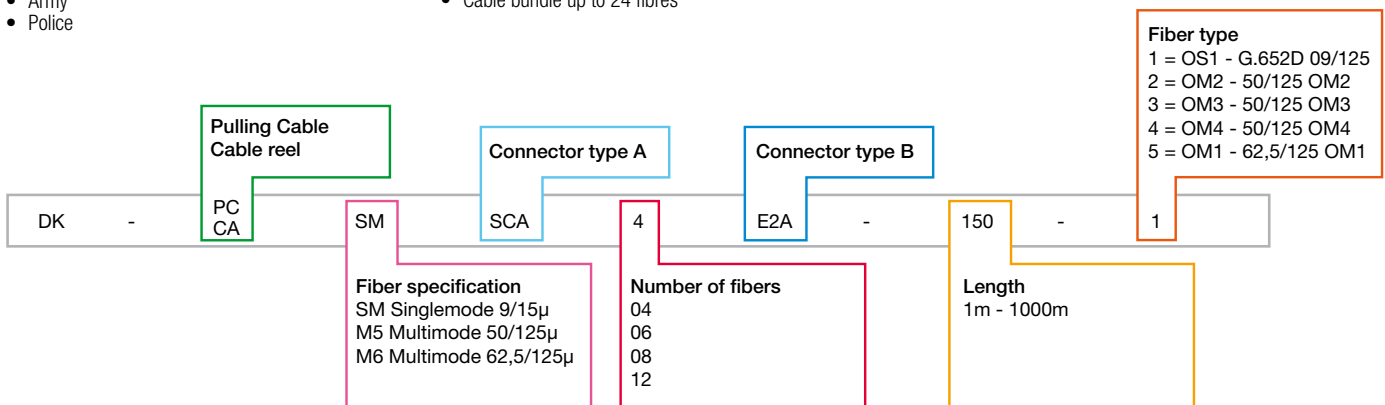 • Army
• Police
• Cable bundle up to 24 fibres
Fiber type
1 = OS1 - G.652D 09/125
2 = OM2 - 50/125 OM2
3 = OM3 - 50/125 OM3
4 = OM4 - 50/125 OM4
5 = OM1 - 62,5/125 OM1
Pulling Cable
Cable reel
Connector type A
Connector type B
DK - PC CA SM SCA 4 E2A - 150 - 1
Fiber specification
SM Singlemode 9/15µ
M5 Multimode 50/125µ
M6 Multimode 62,5/125µ
Number of fibers
04
06
08
12
Length
1m - 1000m